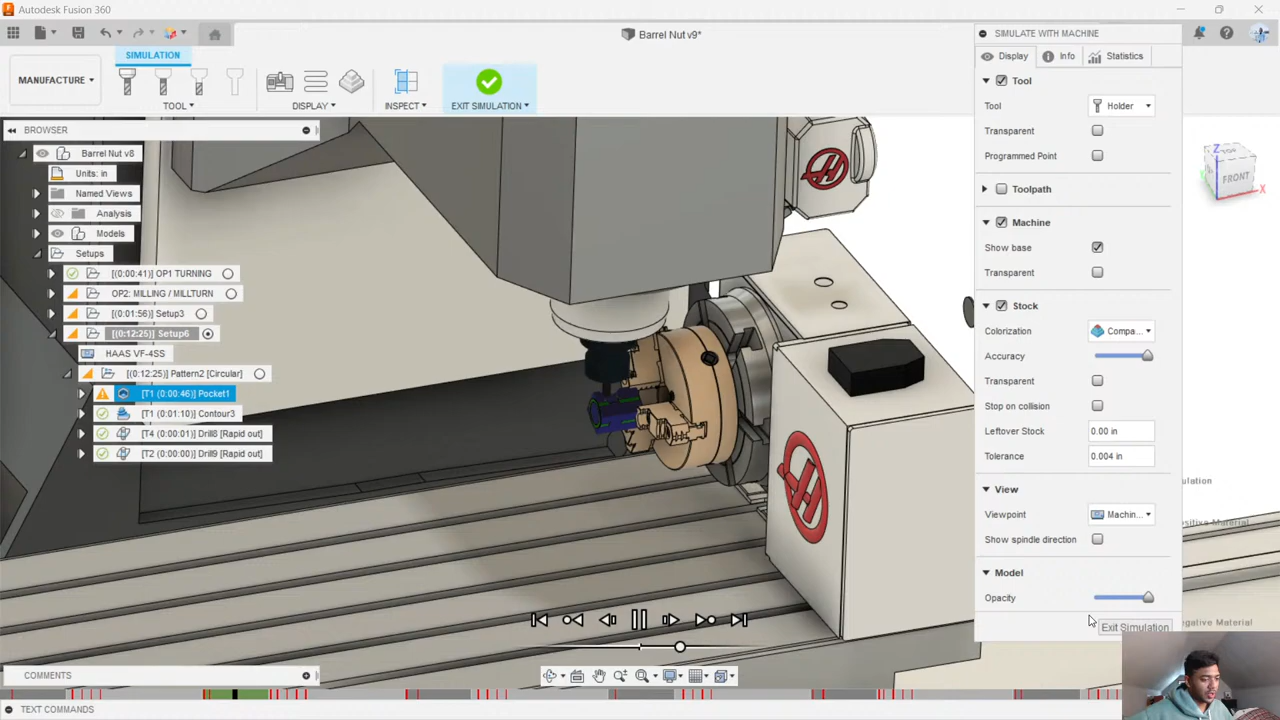 Autodesk Fusion 360
Barrel Nut v9*
SIMULATE WITH MACHINE
SIMULATION
Display
Info
Statistics
MANUFACTURE
TOOL
DISPLAY
INSPECT
EXIT SIMULATION
Tool
Tool
Holder
Transparent
Programmed Point
Toolpath
Machine
Show base
Transparent
Stock
Colorization
Compa...
Accuracy
Transparent
Stop on collision
Leftover Stock
0.00 in
Tolerance
0.004 in
View
Viewpoint
Machin...
Show spindle direction
Model
Opacity
Exit Simulation
BROWSER
Barrel Nut v8
Units: in
Named Views
Analysis
Models
Setups
[(0:00:41)] OP1 TURNING
OP2: MILLING / MILLTURN
[(0:01:56)] Setup3
[(0:12:25)] Setup6
HAAS VF-4SS
[(0:12:25)] Pattern2 [Circular]
[T1 (0:00:46)] Pocket1
[T1 (0:01:10)] Contour3
[T4 (0:00:01)] Drill8 [Rapid out]
[T2 (0:00:00)] Drill9 [Rapid out]
Z
X
TOP
FRONT
COMMENTS
TEXT COMMANDS